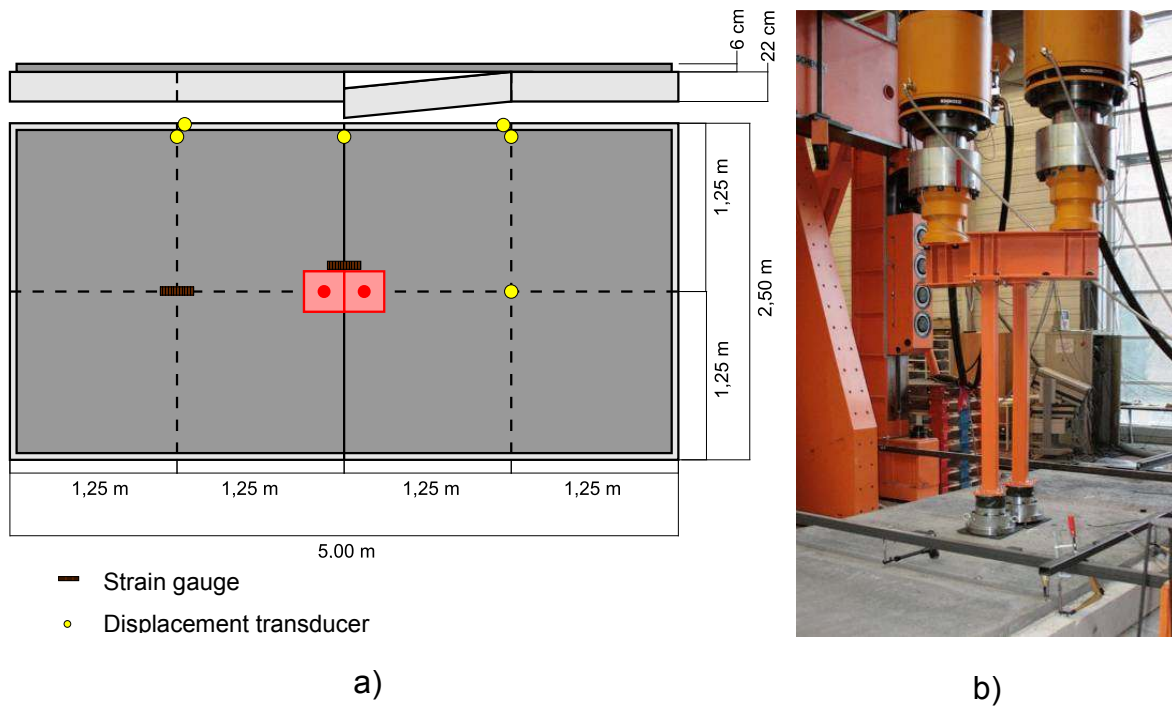 6 cm
22 cm
1,25 m
2,50 m
1,25 m
1,25 m
1,25 m
1,25 m
1,25 m
5.00 m
Strain gauge
Displacement transducer
a)
b)